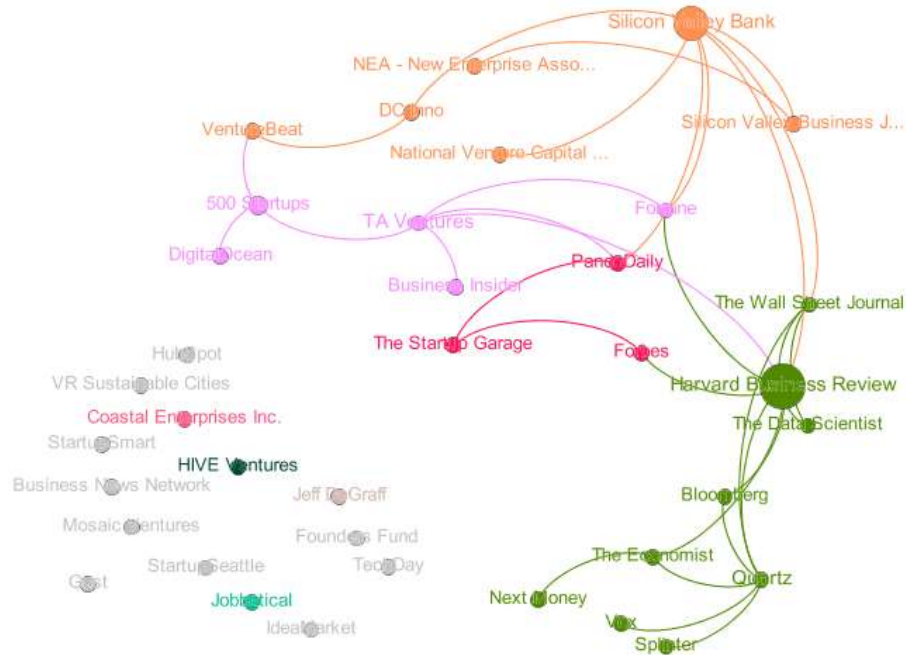 Silicon Valley Bank
NEA - New Enterprise Asso...
DCInno
Silicon Valley Business J...
VentureBeat
National Venture Capital ...
500 Startups
Fortune
TA Ventures
DigitalOcean
PandoDaily
Business Insider
The Wall Street Journal
The Startup Garage
Forbes
HubSpot
VR Sustainable Cities
Harvard Business Review
Coastal Enterprises Inc.
The Data Scientist
StartupSmart
HIVE Ventures
Business News Network
Jeff DeGraff
Bloomberg
Mosaic Ventures
Founders Fund
The Economist
StartupSeattle
TechDay
Quartz
Gust
Jobbatical
Next Money
IdeaMarket
Vox
Splinter